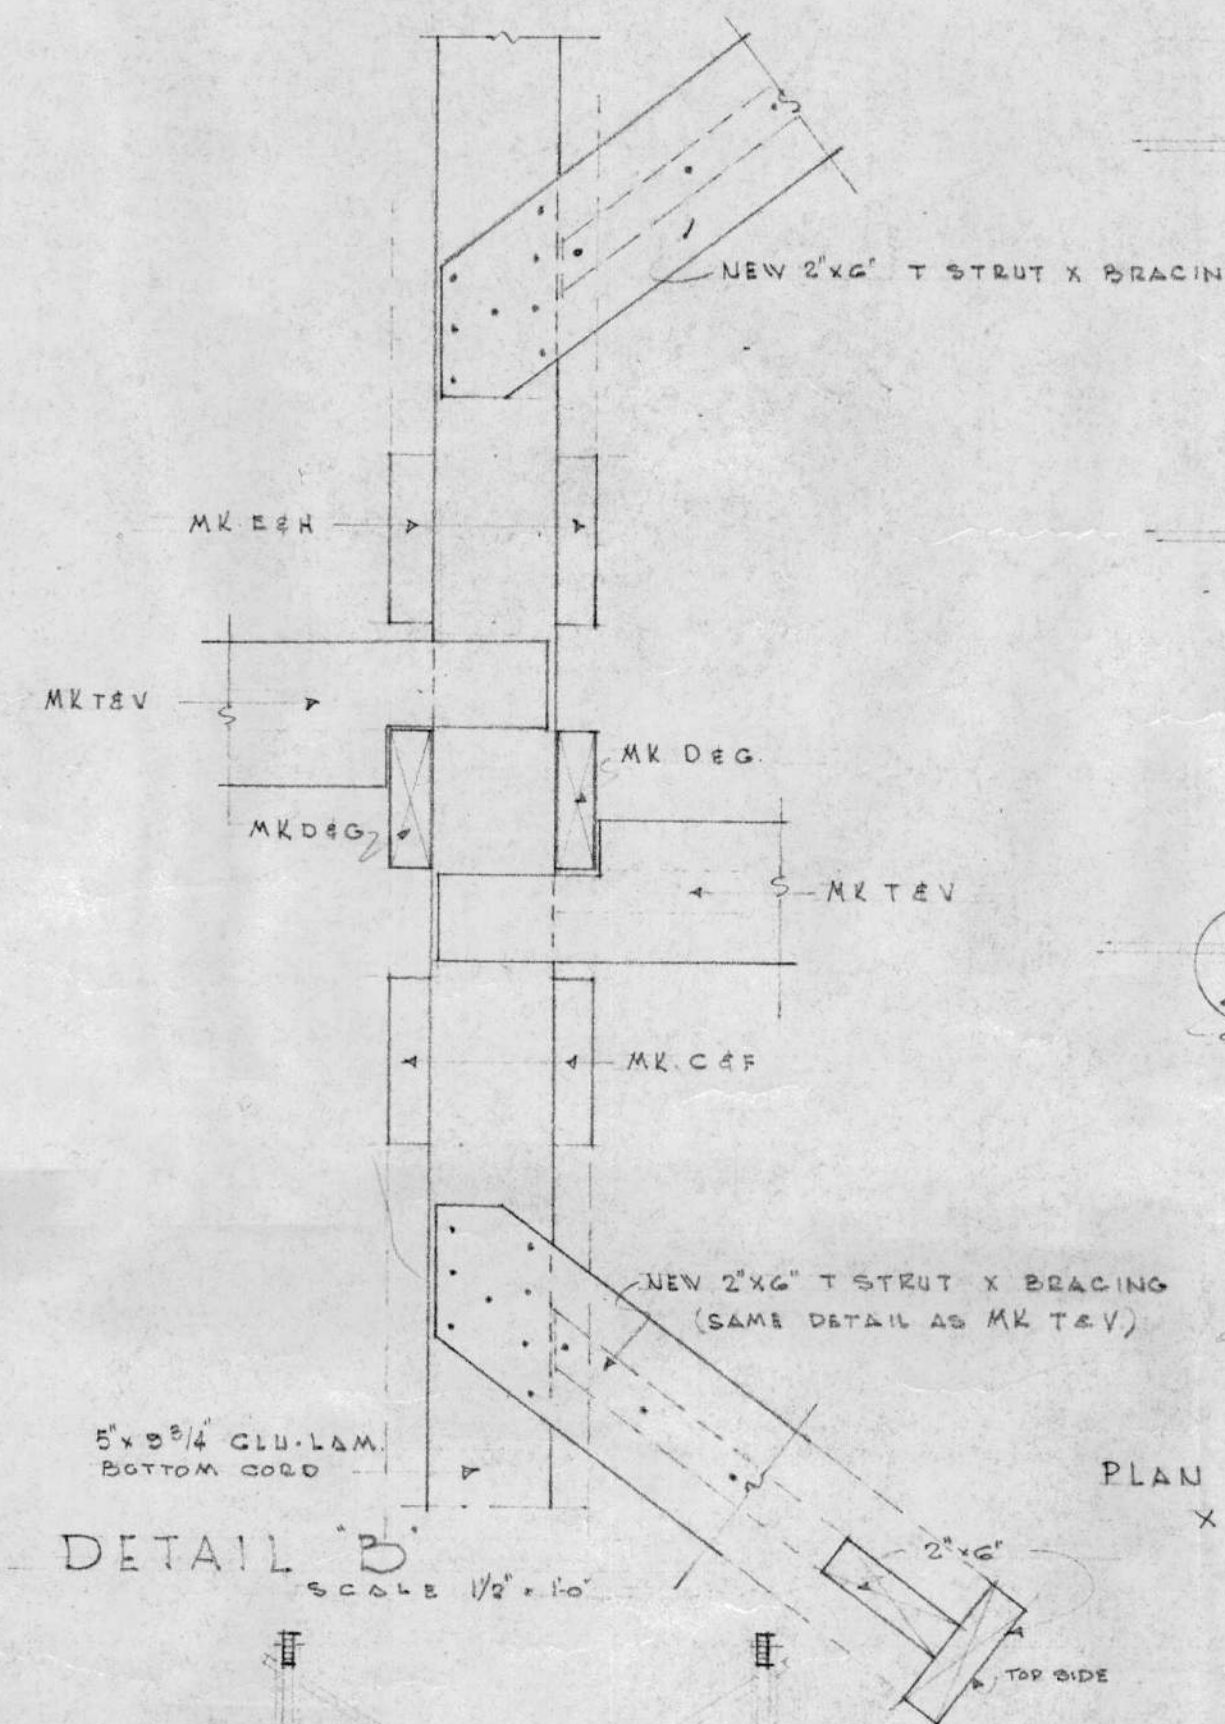 NEW 2"x6" T STRUT X BRACIN
MK E&H
MK T&V
MK D&G.
MK D&G
MK T&V
MK. C&F
NEW 2"x6" T STRUT X BRACING
(SAME DETAIL AS MK T&V)
5" x 9 3/4" GLU-LAM.
BOTTOM CORD
PLAN
X
DETAIL "B"
SCALE 1½" = 1'-0"
2"x6"
TOP SIDE